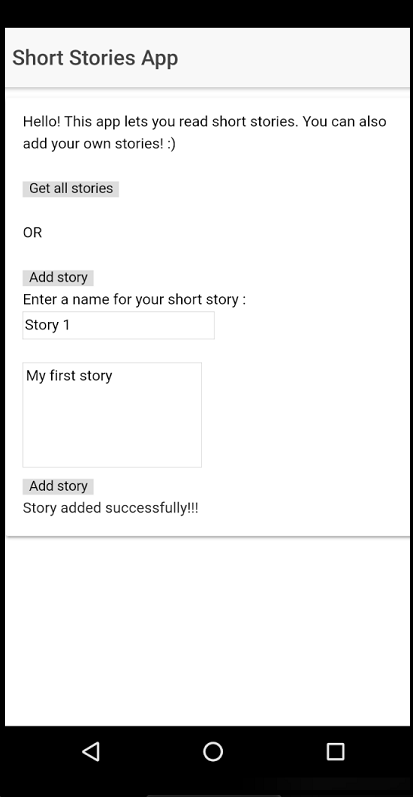 Short Stories App
Hello! This app lets you read short stories. You can also
add your own stories! :)
Get all stories
OR
Add story
Enter a name for your short story :
Story 1
My first story
Add story
Story added successfully!!!